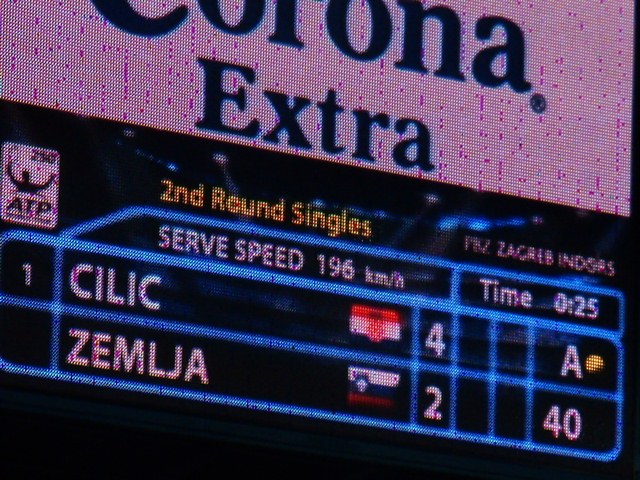 Corona
Extra
250
ATP
2nd Round Singles
PBZ ZAGREB INDORS
SERVE SPEED 196 km/h
Time 0:25
1 CILIC 4 A
ZEMLJA 2 40